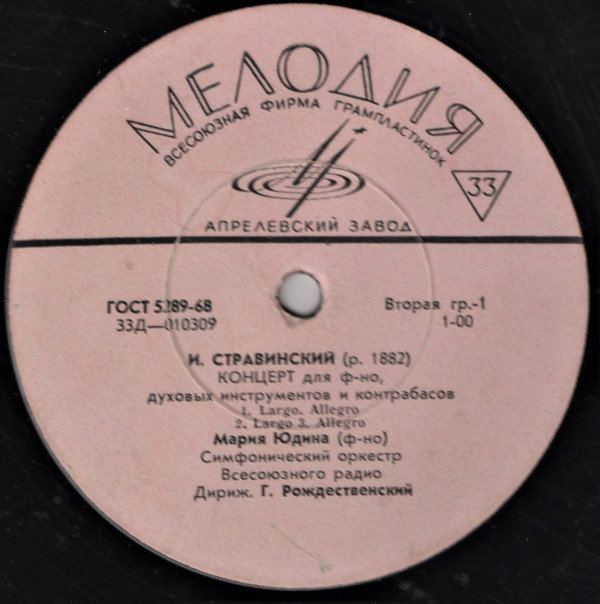 МЕЛОДИЯ
ВСЕСОЮЗНАЯ ФИРМА ГРАМПЛАСТИНОК
33
АПРЕЛЕВСКИЙ ЗАВОД
ГОСТ 5289-68
33Д—010309
Вторая гр.-1
1-00
И. СТРАВИНСКИЙ (р. 1882)
КОНЦЕРТ для ф-но,
духовых инструментов и контрабасов
1. Largo. Allegro
2. Largo 3. Allegro
Мария Юдина (ф-но)
Симфонический оркестр
Всесоюзного радио
Дириж. Г. Рождественский